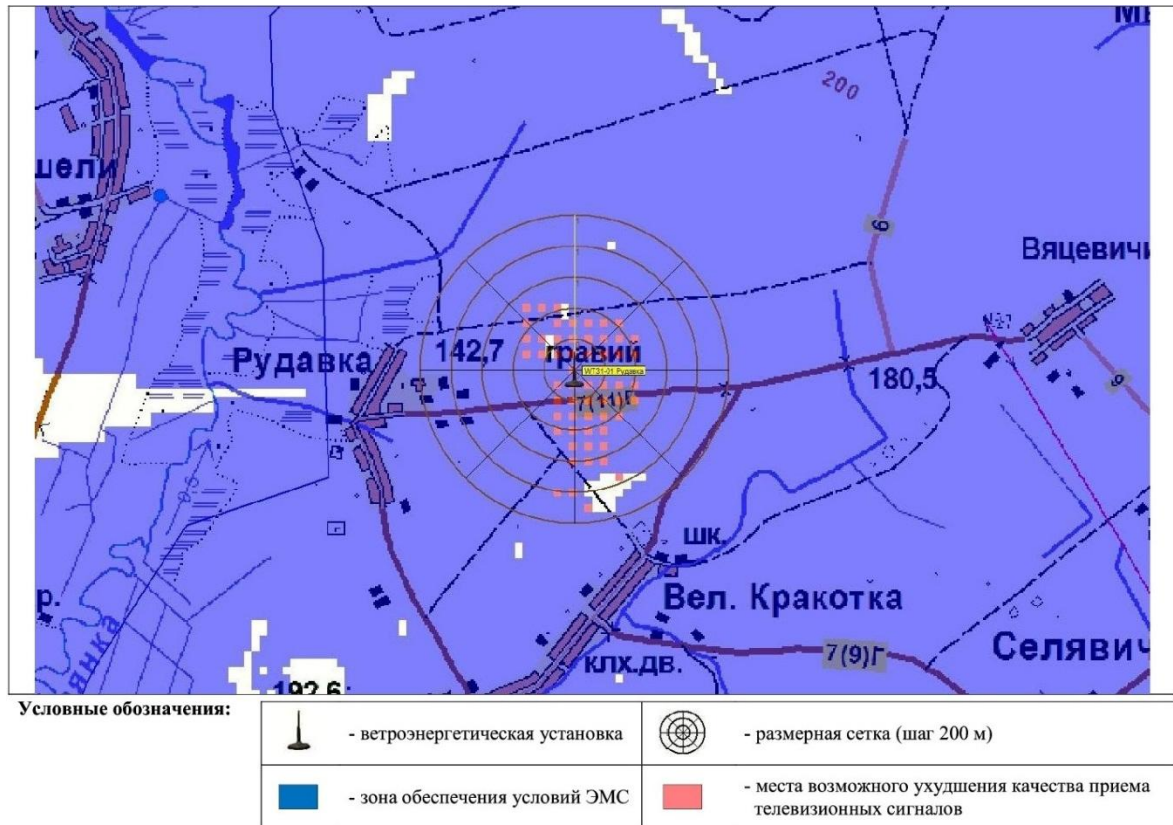 200
шели
6
Вяцевичи
Рудавка
142,7
гравий
WT31-01 Рудавка
7(11)Г
180,5
6
шк.
р.
Вел. Кракотка
Селявич
7(9)Г
янка
клх.дв.
192,6
Условные обозначения:
- ветроэнергетическая установка
- размерная сетка (шаг 200 м)
- зона обеспечения условий ЭМС
- места возможного ухудшения качества приема
телевизионных сигналов